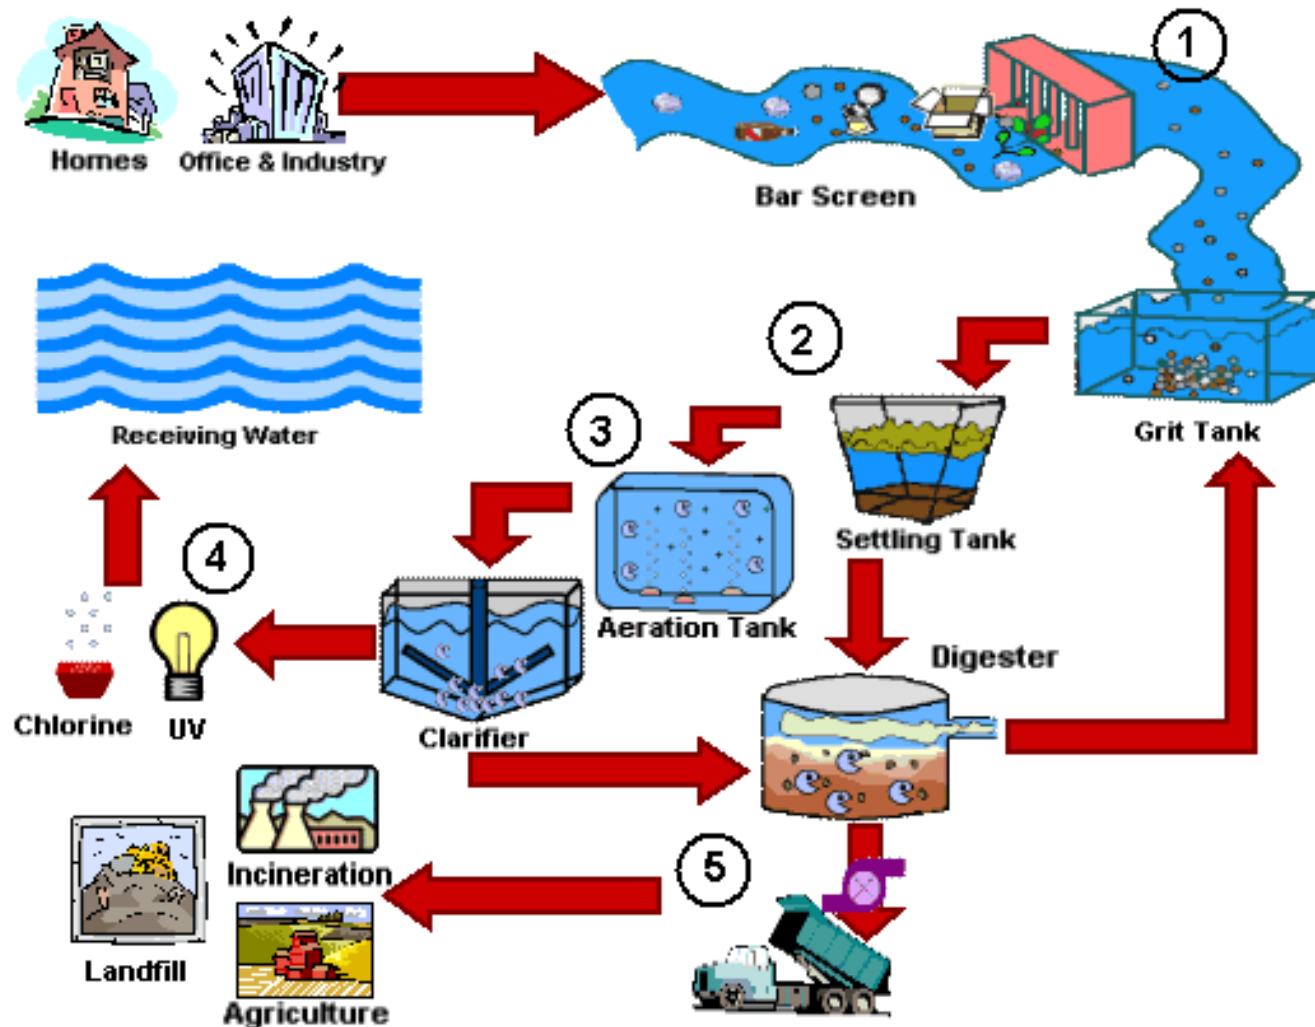 1
Homes
Office & Industry
Bar Screen
2
Grit Tank
Receiving Water
3
Settling Tank
4
Aeration Tank
Digester
Chlorine
UV
Clarifier
5
Incineration
Landfill
Agriculture